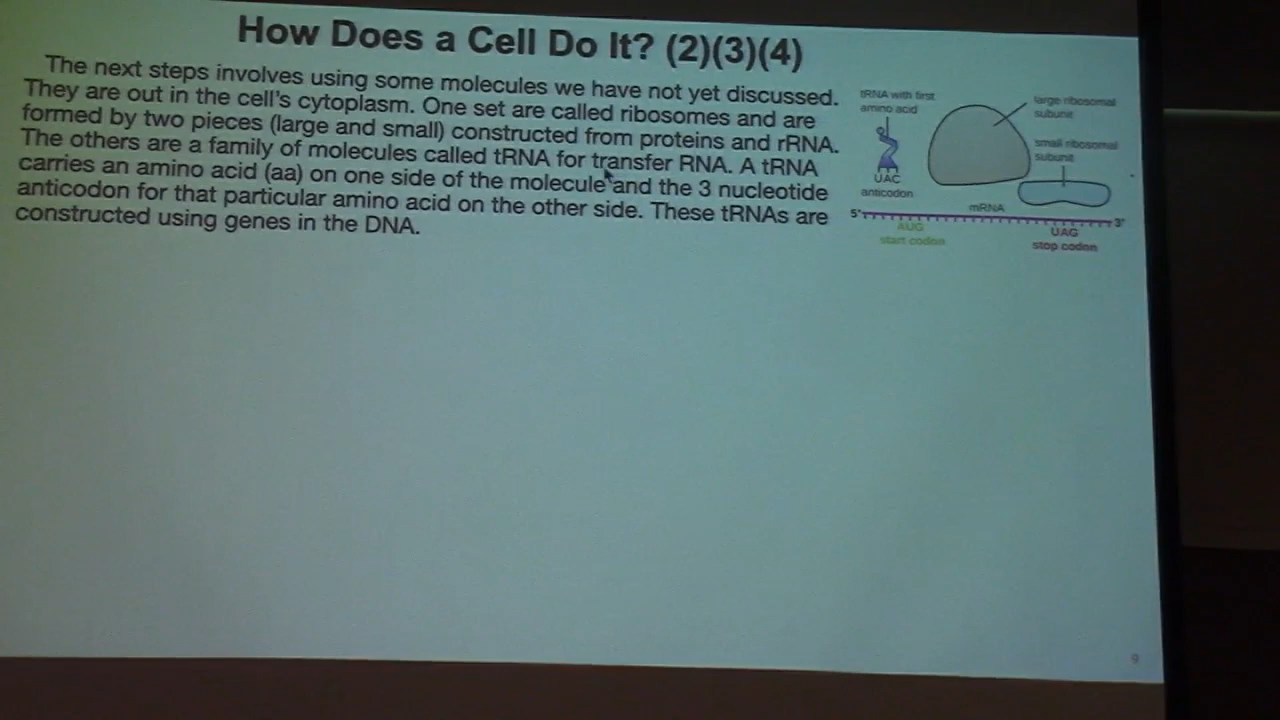 How Does a Cell Do It? (2)(3)(4)
The next steps involves using some molecules we have not yet discussed.
They are out in the cell's cytoplasm. One set are called ribosomes and are
formed by two pieces (large and small) constructed from proteins and rRNA.
The others are a family of molecules called tRNA for transfer RNA. A tRNA
carries an amino acid (aa) on one side of the molecule and the 3 nucleotide
anticodon for that particular amino acid on the other side. These tRNAs are
constructed using genes in the DNA.
tRNA with first
amino acid
large ribosomal
subunit
small ribosomal
subunit
UAC
anticodon
mRNA
5'
3'
AUG
start codon
UAG
stop codon
9